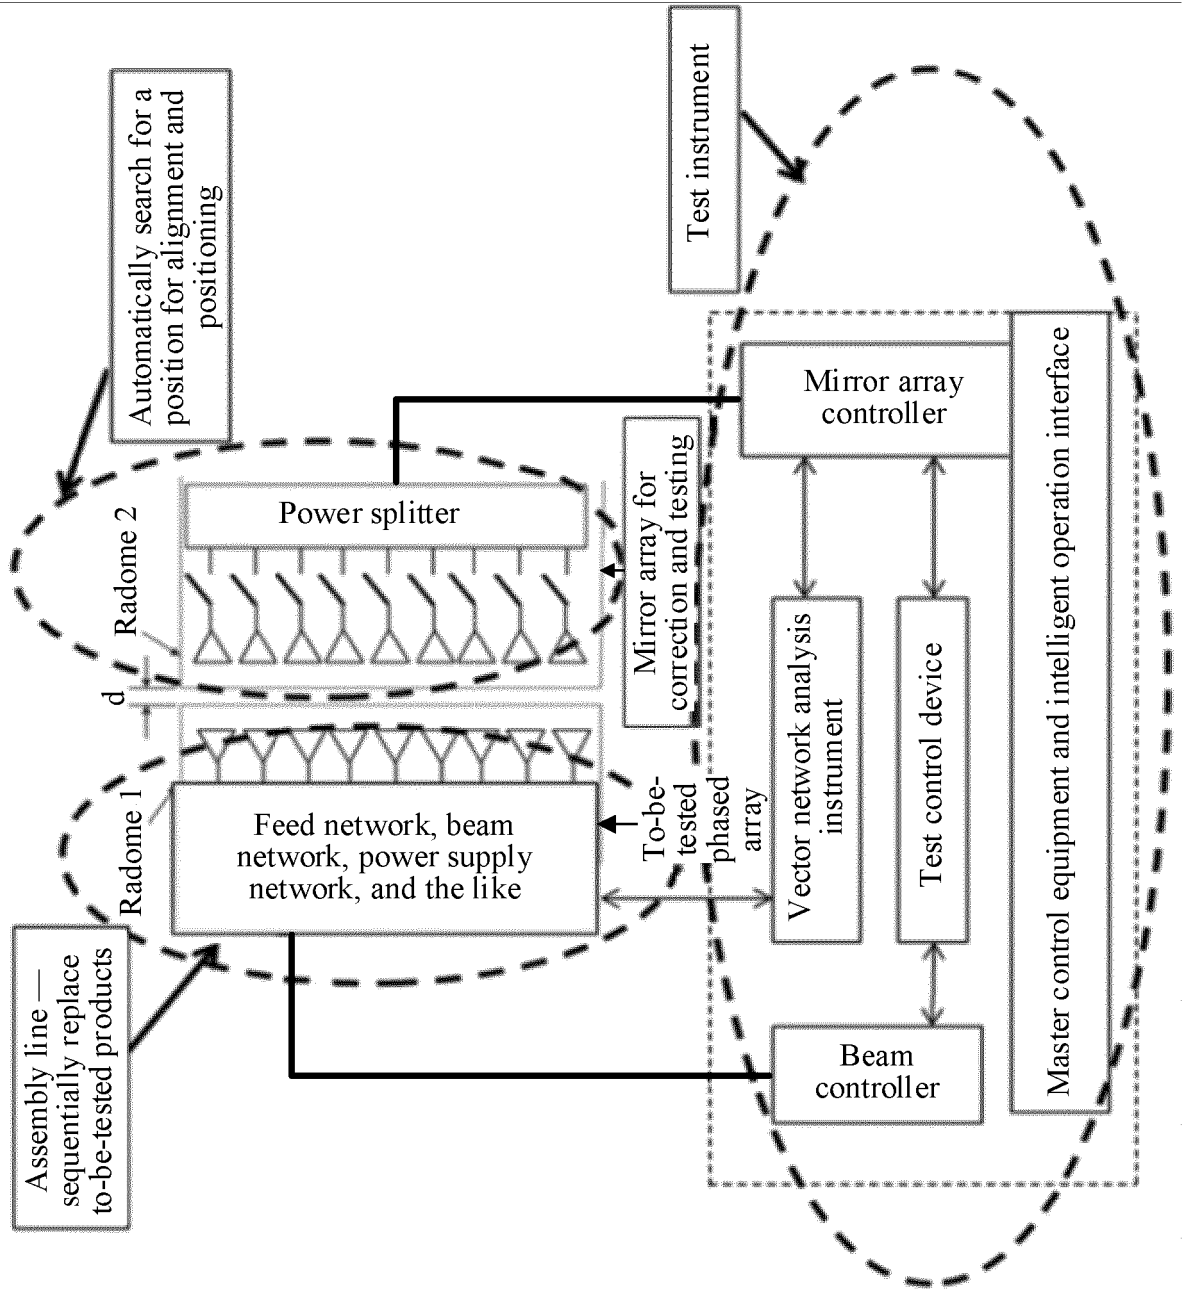 Automatically search for a
position for alignment and
positioning
Test instrument
Radome 2
Power splitter
Mirror array for
correction and testing
Mirror array
controller
d
Radome 1
Feed network, beam
network, power supply
network, and the like
To-be-
tested
phased
array
Vector network analysis
instrument
Test control device
Master control equipment and intelligent operation interface
Assembly line —
sequentially replace
to-be-tested products
Beam
controller